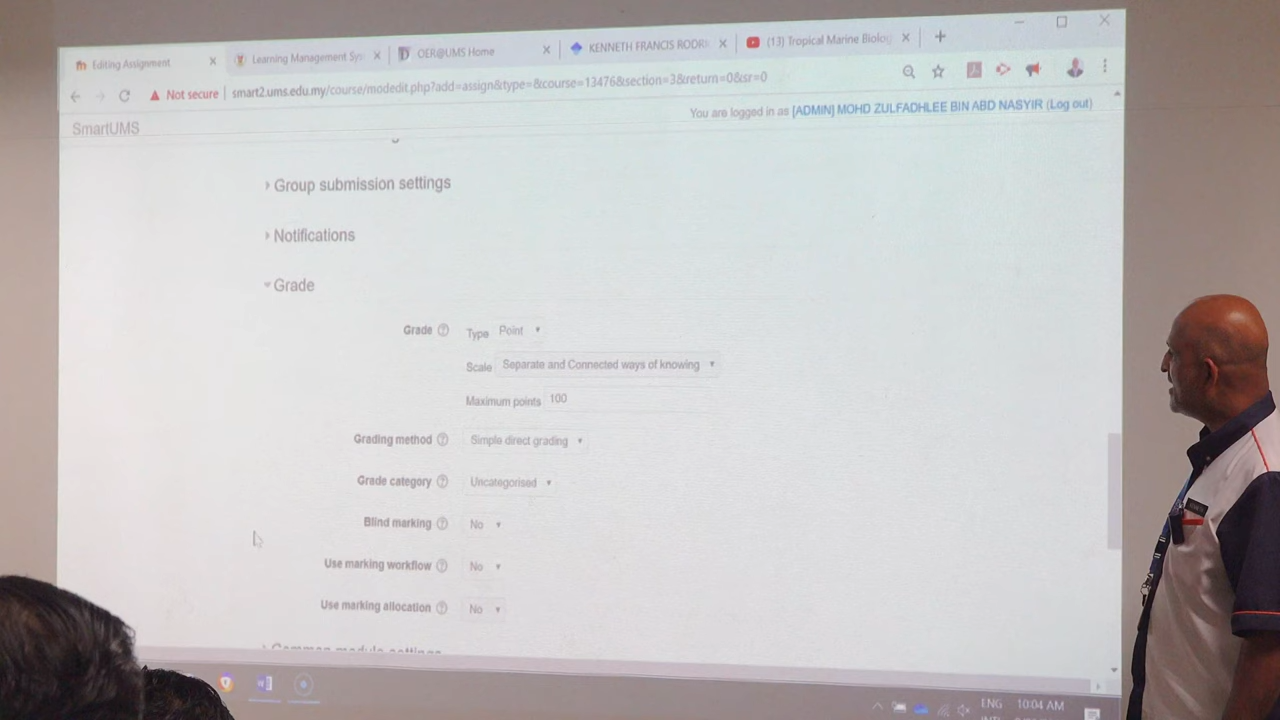 Editing Assignment
Learning Management Sys
OER@UMS Home
KENNETH FRANCIS RODRI
(13) Tropical Marine Biolog
Not secure | smart2.ums.edu.my/course/modedit.php?add=assign&type=&course=13476&section=3&return=0&sr=0
SmartUMS
You are logged in as [ADMIN] MOHD ZULFADHLEE BIN ABD NASYIR (Log out)
Group submission settings
Notifications
Grade
Grade Type Point
Scale Separate and Connected ways of knowing
Maximum points 100
Grading method Simple direct grading
Grade category Uncategorised
Blind marking No
Use marking workflow No
Use marking allocation No
Common module settings
ENG 10:04 AM